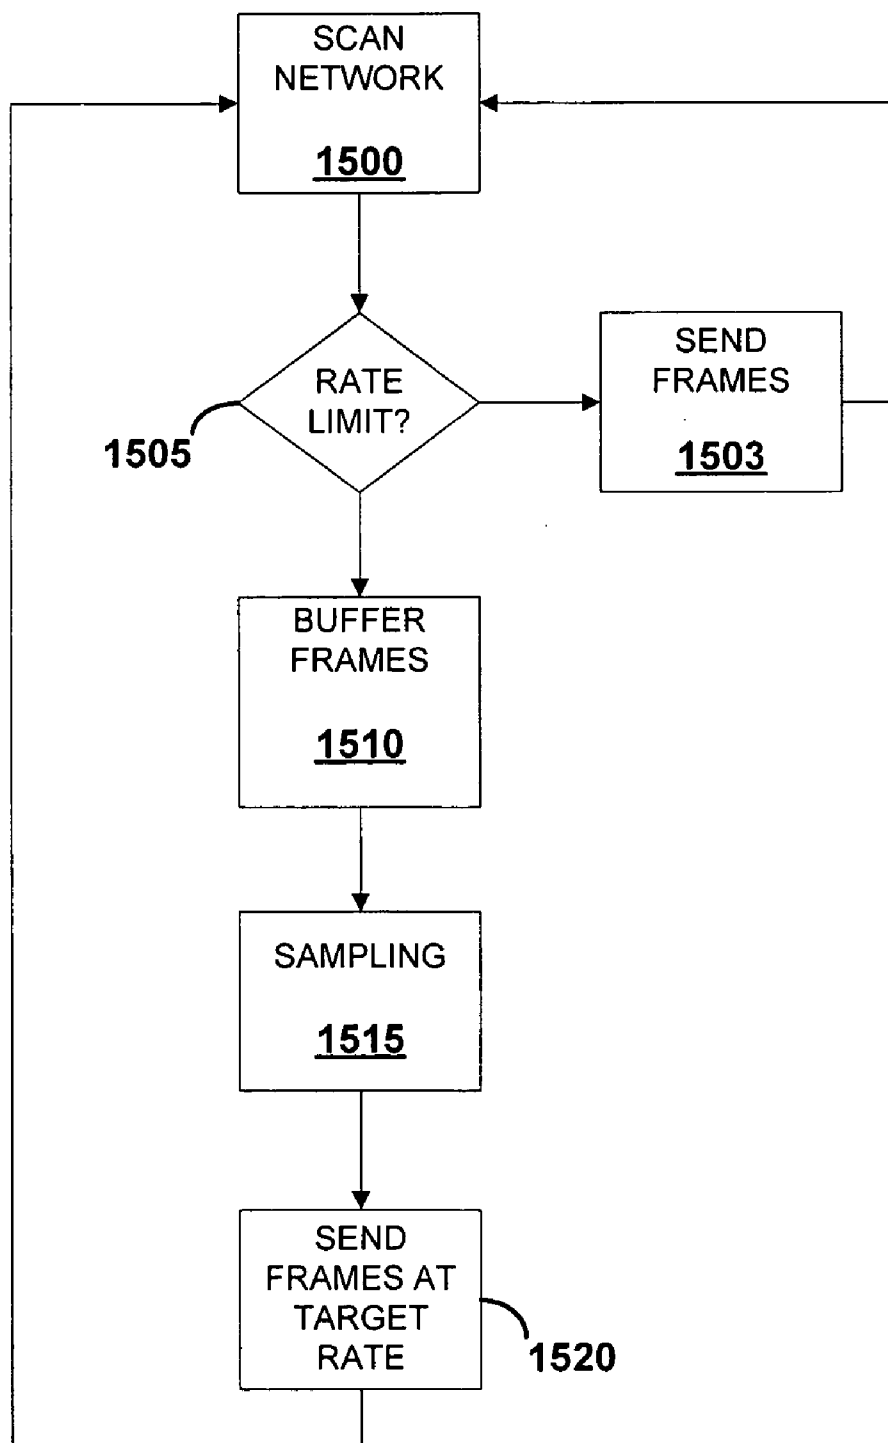 SCAN
NETWORK
1500
RATE
LIMIT?
1505
SEND
FRAMES
1503
BUFFER
FRAMES
1510
SAMPLING
1515
SEND
FRAMES AT
TARGET
RATE
1520